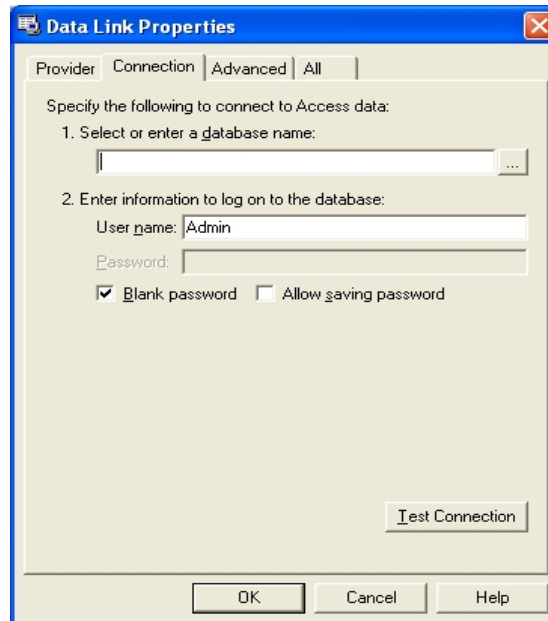 Data Link Properties
Provider Connection Advanced All
Specify the following to connect to Access data:
1. Select or enter a database name:
...
2. Enter information to log on to the database:
User name: Admin
Password:
Blank password Allow saving password
Test Connection
OK Cancel Help